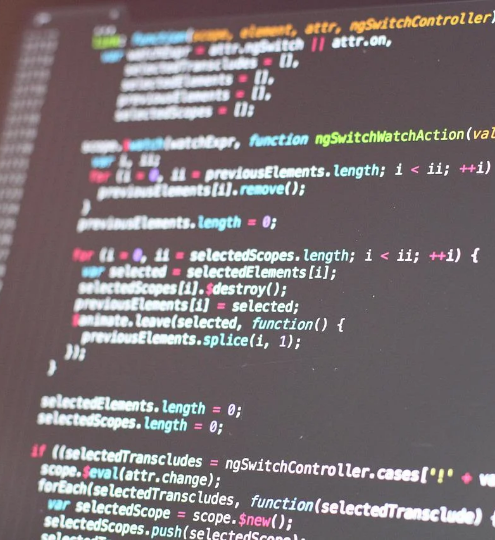 link: function(scope, element, attr, ngSwitchController)
var watchExpr = attr.ngSwitch || attr.on,
selectedTranscludes = [],
selectedElements = [],
previousElements = [],
selectedScopes = [];
scope.$watch(watchExpr, function ngSwitchWatchAction(val
var i, ii;
for (i = 0, ii = previousElements.length; i < ii; ++i)
previousElements[i].remove();
}
previousElements.length = 0;
for (i = 0, ii = selectedScopes.length; i < ii; ++i) {
var selected = selectedElements[i];
selectedScopes[i].$destroy();
previousElements[i] = selected;
$animate.leave(selected, function() {
previousElements.splice(i, 1);
});
}
selectedElements.length = 0;
selectedScopes.length = 0;
if ((selectedTranscludes = ngSwitchController.cases['!' + va
scope.$eval(attr.change);
forEach(selectedTranscludes, function(selectedTransclude) {
var selectedScope = scope.$new();
selectedScopes.push(selectedScope);